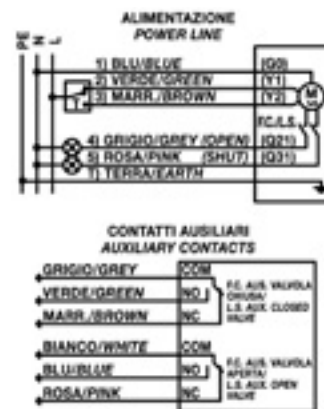 ALIMENTAZIONE
POWER LINE
PE
N
L
1) BLU/BLUE (G0)
2) VERDE/GREEN (Y1)
3) MARR./BROWN (Y2)
M
T
F.C./L.S.
4) GRIGIO/GREY (OPEN) (Q21)
5) ROSA/PINK (SHUT) (Q31)
T) TERRA/EARTH
CONTATTI AUSILIARI
AUXILIARY CONTACTS
GRIGIO/GREY COM
VERDE/GREEN NO
MARR./BROWN NC
F.C. AUS. VALVOLA
CHIUSA/
L.S. AUX. CLOSED
VALVE
BIANCO/WHITE COM
BLU/BLUE NO
ROSA/PINK NC
F.C. AUS. VALVOLA
APERTA/
L.S. AUX. OPEN
VALVE